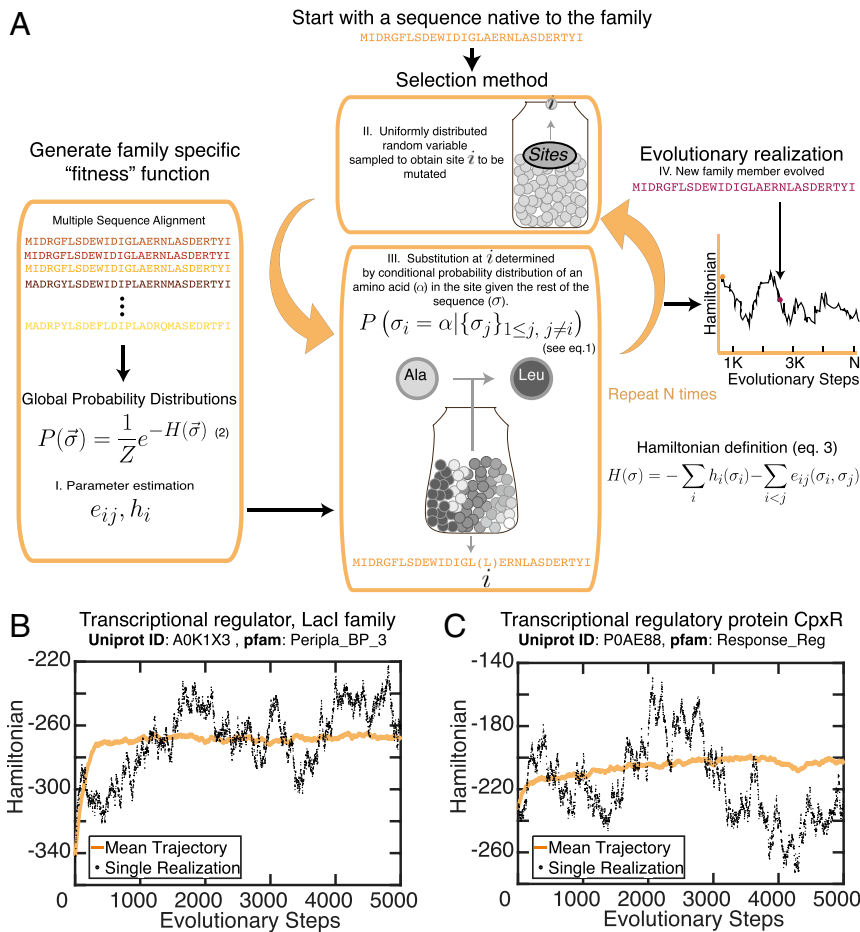 A
Start with a sequence native to the family
MIDRGFLSDEWIDIGLAERNLASDERTYI
Selection method
II. Uniformly distributed
random variable
sampled to obtain site i to be
mutated
i
Sites
Generate family specific
“fitness” function
Multiple Sequence Alignment
MIDRGFLSDEWIDIGLAERNLASDERTYI
MIDRGFLSDEWIDIGLAERNLASDERTYI
MIDRGFLSDEWIDIGLAERNLASDERTYI
MADRGYLSDEWIDIPLAERNMASDERTYI
MADRPYLSDEFLDIPLADRQMASEDRTFI
Global Probability Distributions
P(σ⃗) = 1/Z e^{-H(σ⃗)} (2)
I. Parameter estimation
e_{ij}, h_i
III. Substitution at i determined
by conditional probability distribution of an
amino acid (α) in the site given the rest of the
sequence (σ).
P (σ_i = α|{σ_j}_{1≤j, j≠i})
(see eq.1)
Ala
Leu
MIDRGFLSDEWIDIGL(L)ERNLASDERTYI
i
Repeat N times
Evolutionary realization
IV. New family member evolved
MIDRGFLSDEWIDIGLAERNLASDERTYI
Hamiltonian
1K 3K N
Evolutionary Steps
Hamiltonian definition (eq. 3)
H(σ) = − ∑_i h_i(σ_i) − ∑_{i<j} e_{ij}(σ_i, σ_j)
B
Transcriptional regulator, LacI family
Uniprot ID: A0K1X3 , pfam: Peripla_BP_3
Hamiltonian
-220
-260
-300
-340
Mean Trajectory
Single Realization
0 1000 2000 3000 4000 5000
Evolutionary Steps
C
Transcriptional regulatory protein CpxR
Uniprot ID: P0AE88, pfam: Response_Reg
Hamiltonian
-140
-180
-220
-260
Mean Trajectory
Single Realization
0 1000 2000 3000 4000 5000
Evolutionary Steps